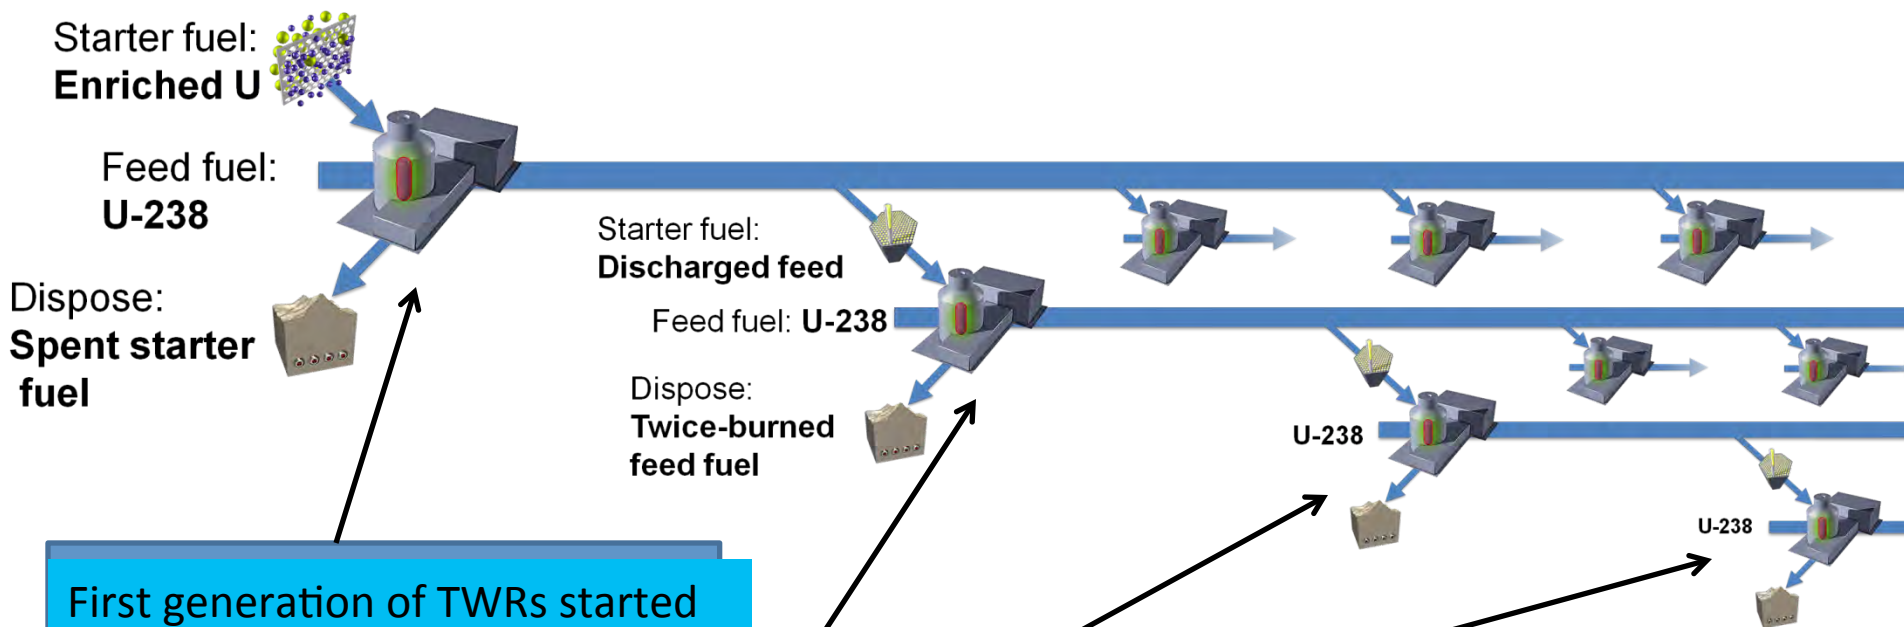 Starter fuel:
Enriched U
Feed fuel:
U-238
Dispose:
Spent starter
fuel
Starter fuel:
Discharged feed
Feed fuel: U-238
Dispose:
Twice-burned
feed fuel
U-238
U-238
First generation of TWRs started